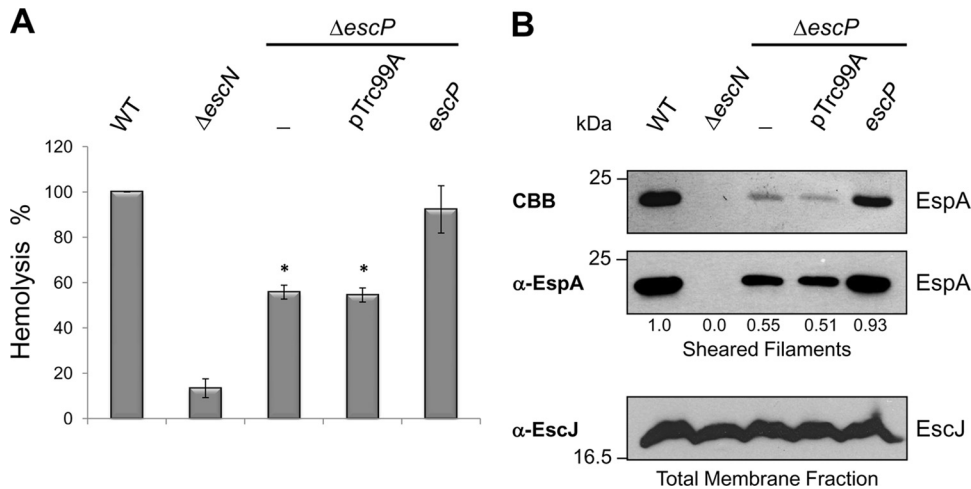 A
ΔescP
WT
ΔescN
–
pTrc99A
escP
Hemolysis %
120
100
80
60
40
20
0
*
*
B
ΔescP
kDa
WT
ΔescN
–
pTrc99A
escP
25
CBB
EspA
25
α-EspA
EspA
1.0 0.0 0.55 0.51 0.93
Sheared Filaments
α-EscJ
EscJ
16.5
Total Membrane Fraction